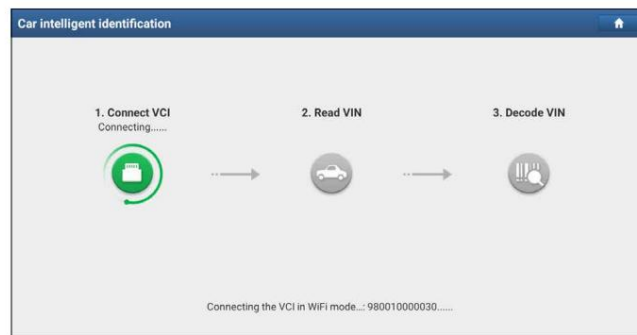 Car intelligent identification
1. Connect VCI
Connecting......
2. Read VIN
3. Decode VIN
Connecting the VCI in WiFi mode...: 980010000030......